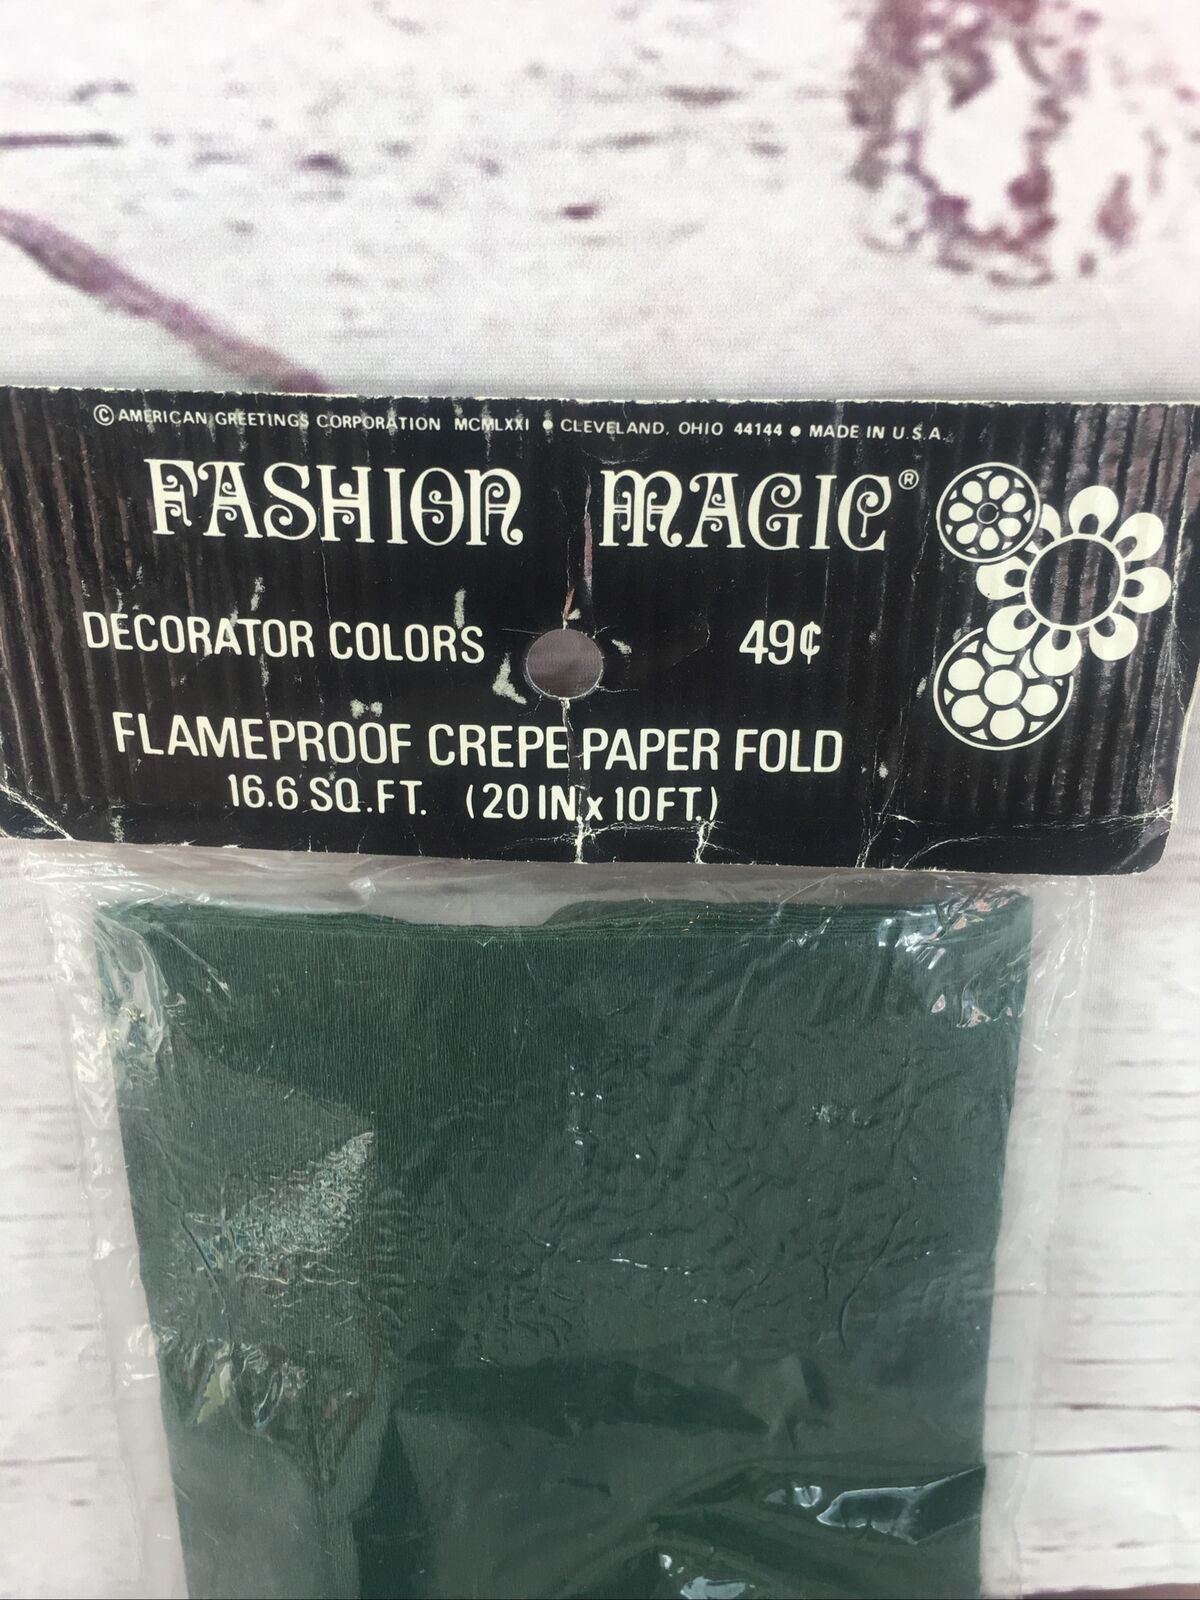 © AMERICAN GREETINGS CORPORATION MCMLXXI ● CLEVELAND, OHIO 44144 ● MADE IN U.S.A.
FASHION MAGIC®
DECORATOR COLORS 49¢
FLAMEPROOF CREPE PAPER FOLD
16.6 SQ.FT. (20 IN. x 10 FT.)